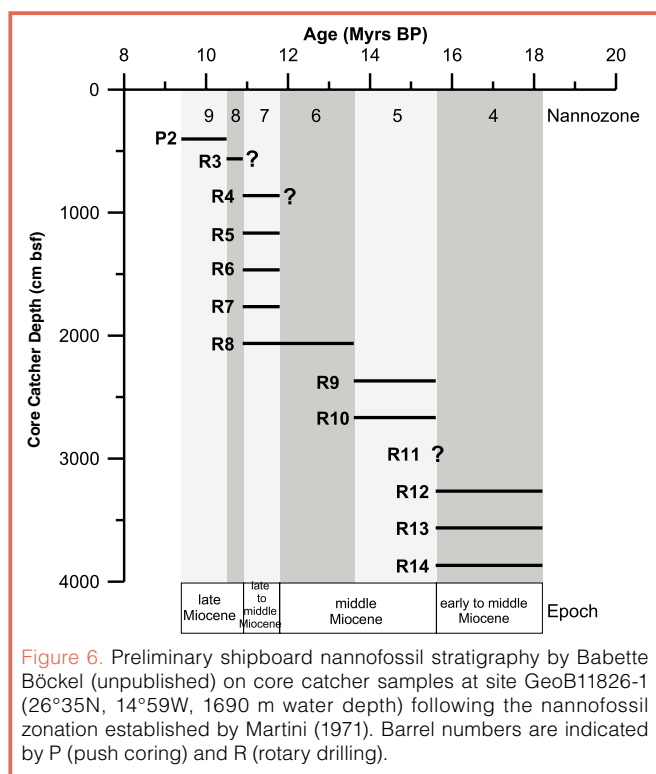 Age (Myrs BP)
8 10 12 14 16 18 20
0
9 8 7 6 5 4 Nannozone
P2
R3 ?
R4 ?
1000
R5
R6
R7
2000
R8
R9
R10
3000
R11 ?
R12
R13
R14
4000
Core Catcher Depth (cm bsf)
late
Miocene
late
to
middle
Miocene
middle
Miocene
early to middle
Miocene
Epoch
Figure 6. Preliminary shipboard nannofossil stratigraphy by Babette
Böckel (unpublished) on core catcher samples at site GeoB11826-1
(26°35N, 14°59W, 1690 m water depth) following the nannofossil
zonation established by Martini (1971). Barrel numbers are indicated
by P (push coring) and R (rotary drilling).